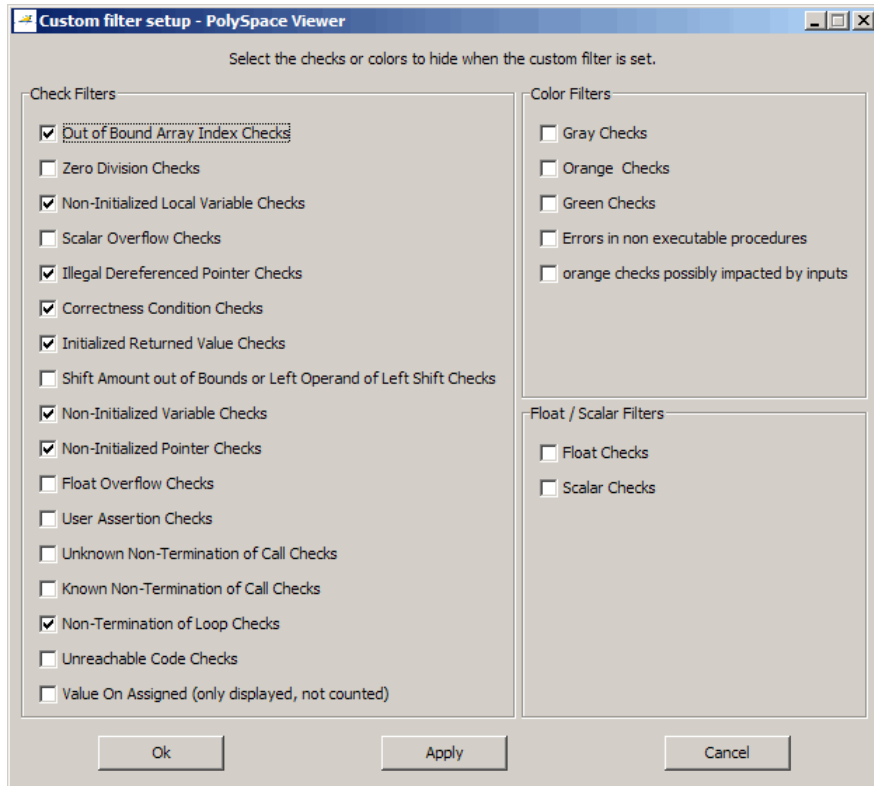 Custom filter setup - PolySpace Viewer
Select the checks or colors to hide when the custom filter is set.
Check Filters
Out of Bound Array Index Checks
Zero Division Checks
Non-Initialized Local Variable Checks
Scalar Overflow Checks
Illegal Dereferenced Pointer Checks
Correctness Condition Checks
Initialized Returned Value Checks
Shift Amount out of Bounds or Left Operand of Left Shift Checks
Non-Initialized Variable Checks
Non-Initialized Pointer Checks
Float Overflow Checks
User Assertion Checks
Unknown Non-Termination of Call Checks
Known Non-Termination of Call Checks
Non-Termination of Loop Checks
Unreachable Code Checks
Value On Assigned (only displayed, not counted)
Color Filters
Gray Checks
Orange Checks
Green Checks
Errors in non executable procedures
orange checks possibly impacted by inputs
Float / Scalar Filters
Float Checks
Scalar Checks
Ok
Apply
Cancel